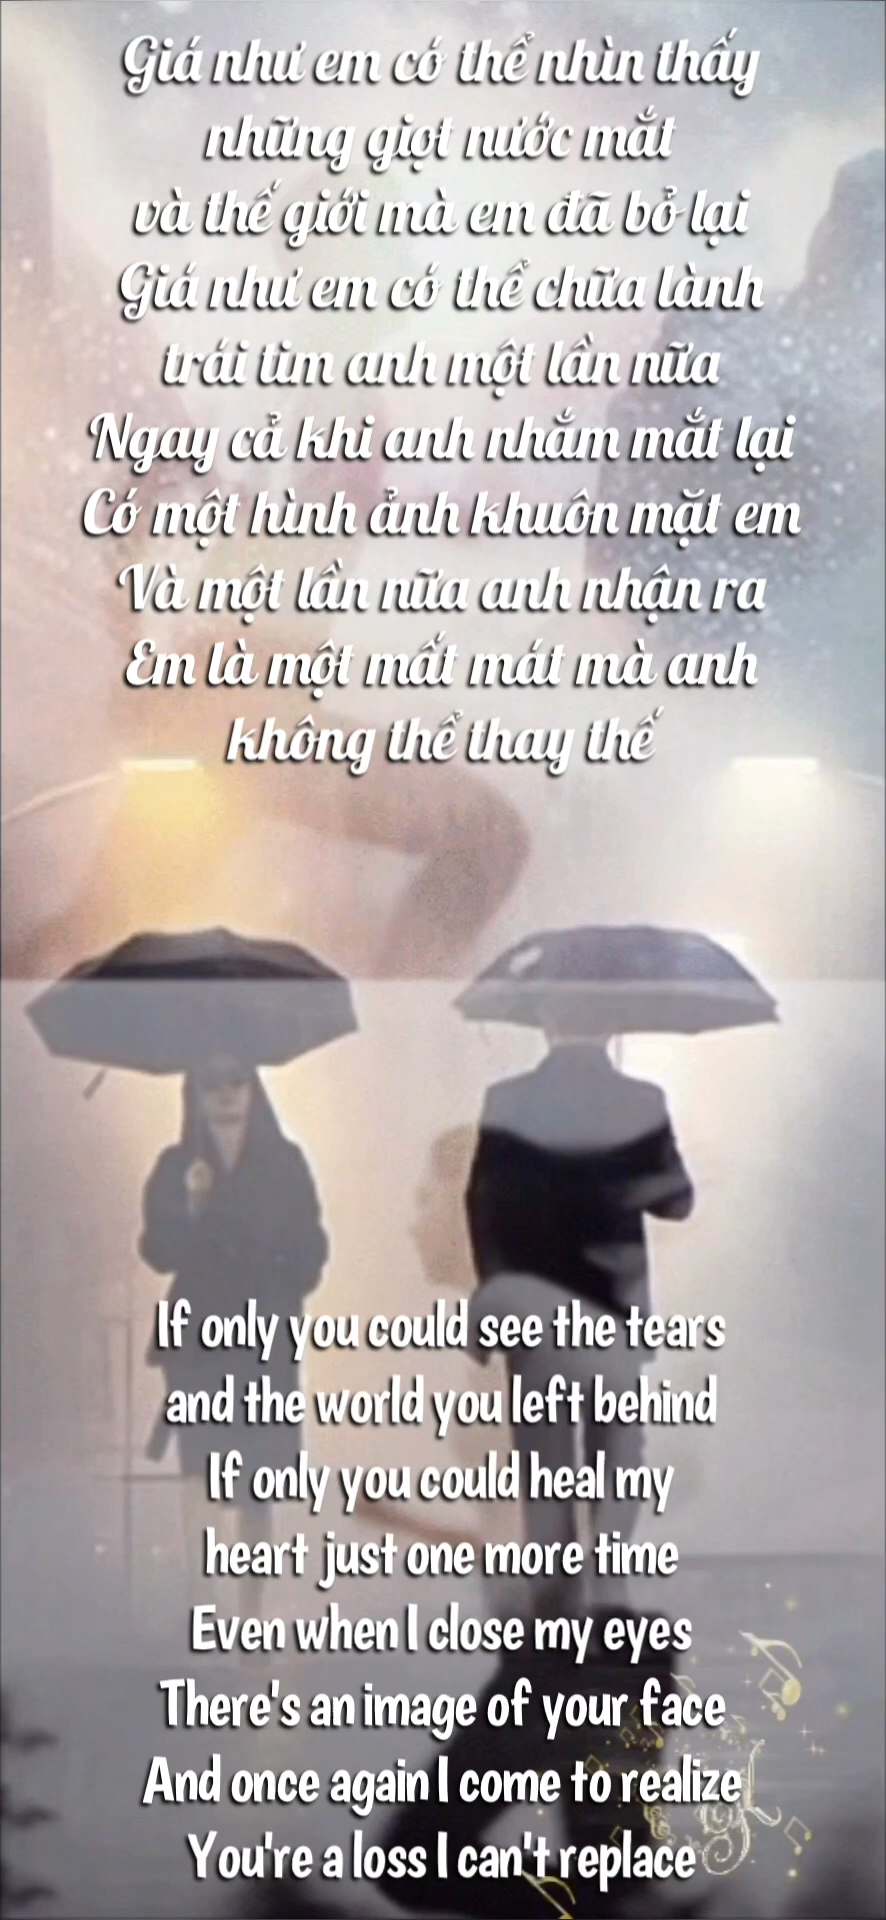 Giá như em có thể nhìn thấy
những giọt nước mắt
và thế giới mà em đã bỏ lại
Giá như em có thể chữa lành
trái tim anh một lần nữa
Ngay cả khi anh nhắm mắt lại
Có một hình ảnh khuôn mặt em
Và một lần nữa anh nhận ra
Em là một mất mát mà anh
không thể thay thế
If only you could see the tears
and the world you left behind
If only you could heal my
heart just one more time
Even when I close my eyes
There's an image of your face
And once again I come to realize
You're a loss I can't replace